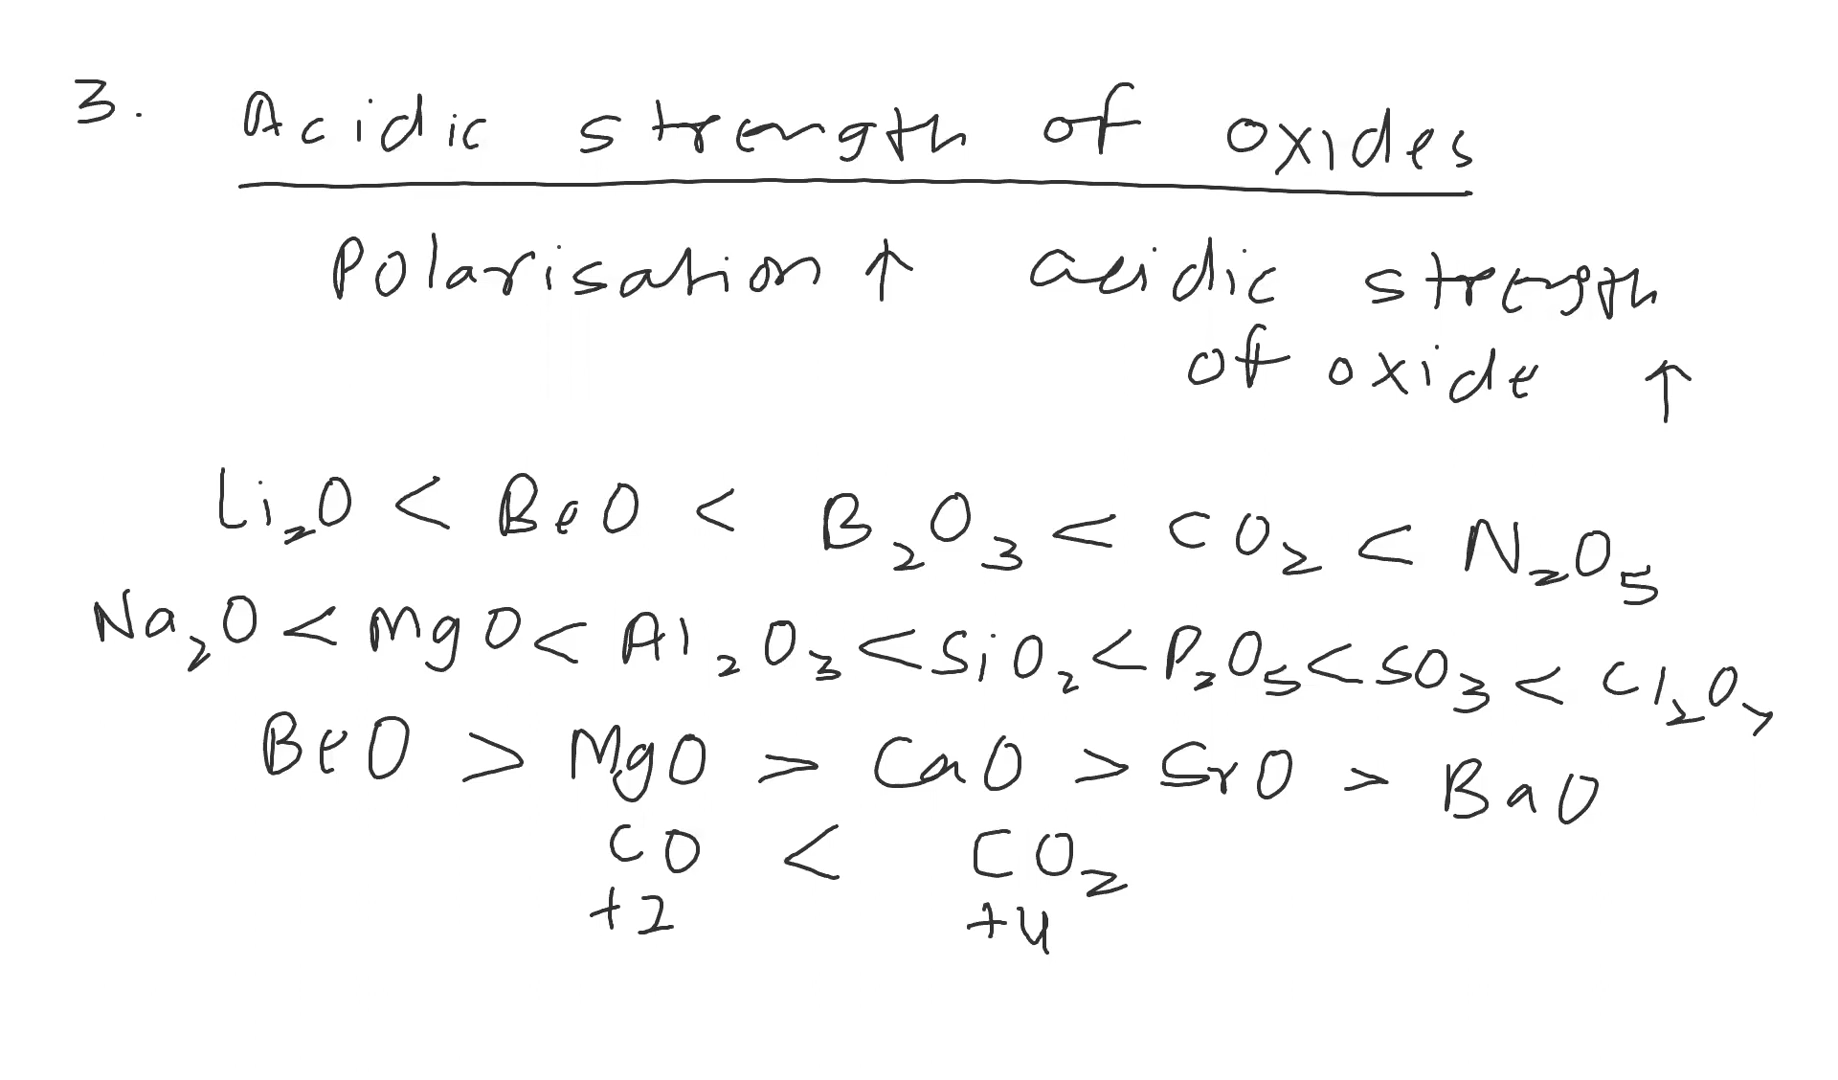 3. Acidic strength of oxides
Polarisation ↑ acidic strength
of oxide ↑
Li₂O < BeO < B₂O₃ < CO₂ < N₂O₅
Na₂O < MgO < Al₂O₃ < SiO₂ < P₂O₅ < SO₃ < Cl₂O₇
BeO > MgO > CaO > SrO > BaO
CO < CO₂
+2 +4